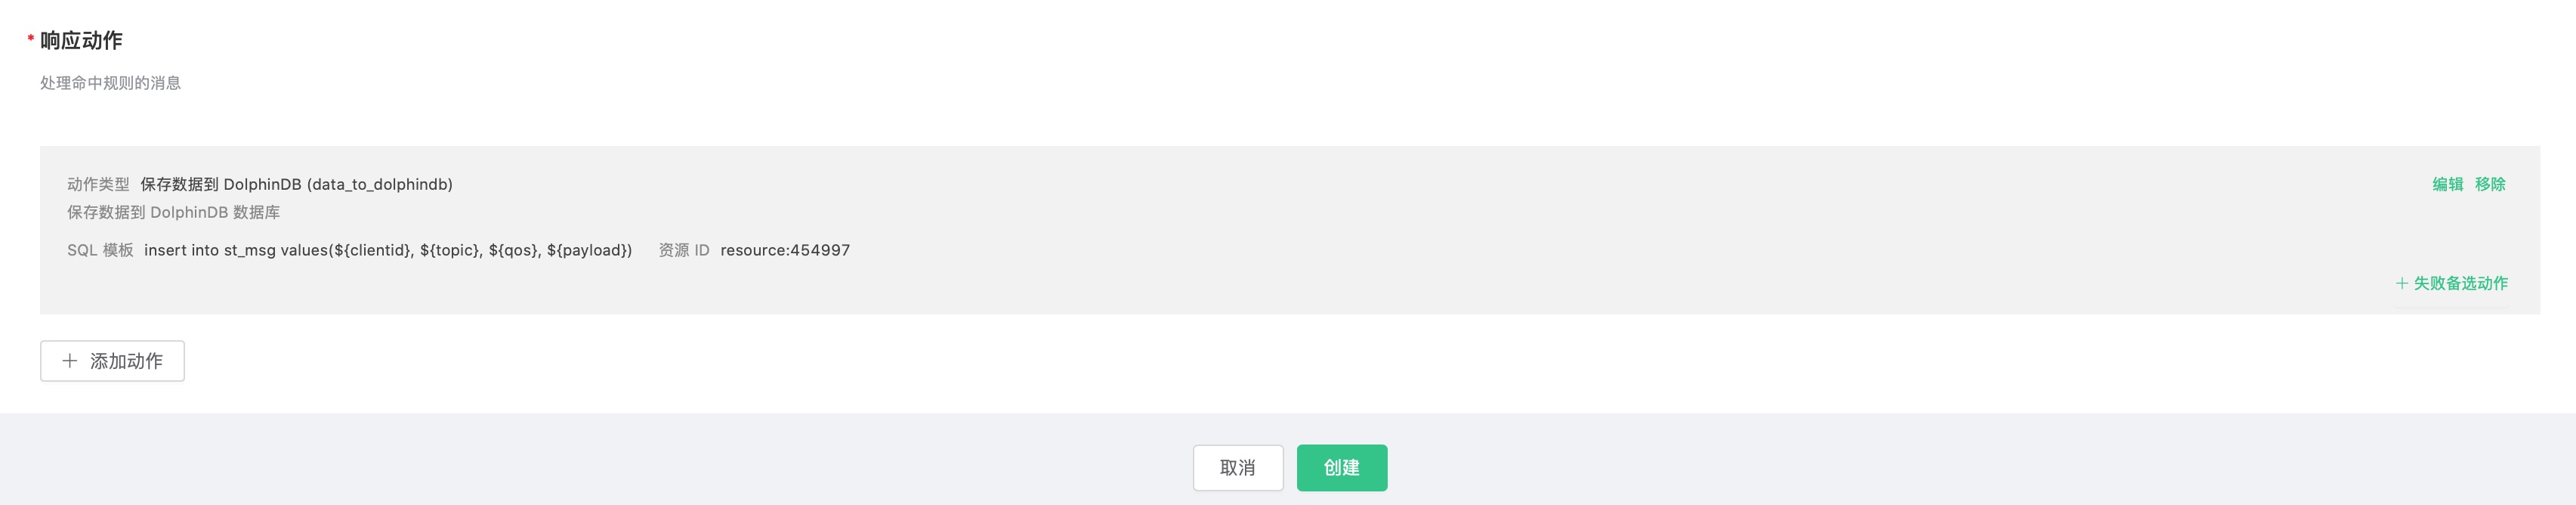 * 响应动作
处理命中规则的消息
动作类型 保存数据到 DolphinDB (data_to_dolphindb) 编辑 移除
保存数据到 DolphinDB 数据库
SQL 模板 insert into st_msg values(${clientid}, ${topic}, ${qos}, ${payload}) 资源 ID resource:454997
+ 失败备选动作
+ 添加动作
取消 创建